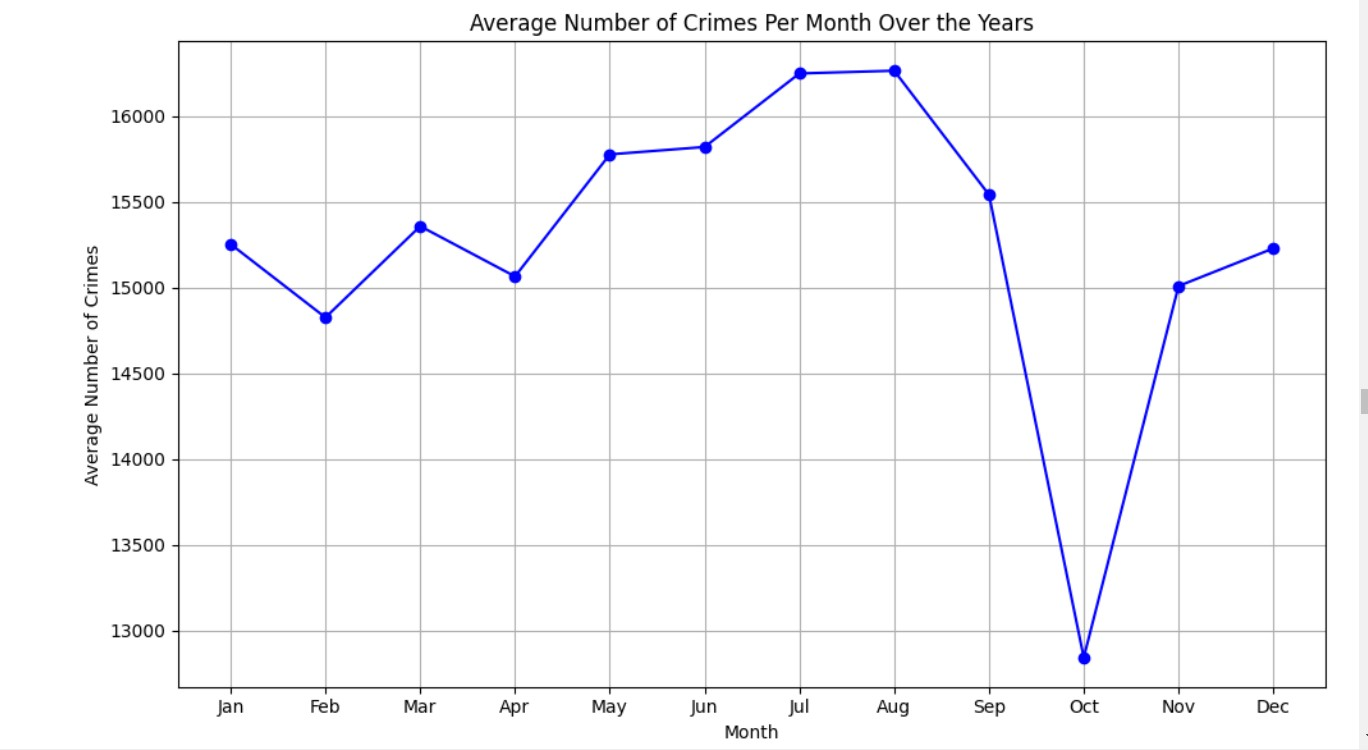 Average Number of Crimes Per Month Over the Years
Average Number of Crimes
16000
15500
15000
14500
14000
13500
13000
Jan Feb Mar Apr May Jun Jul Aug Sep Oct Nov Dec
Month